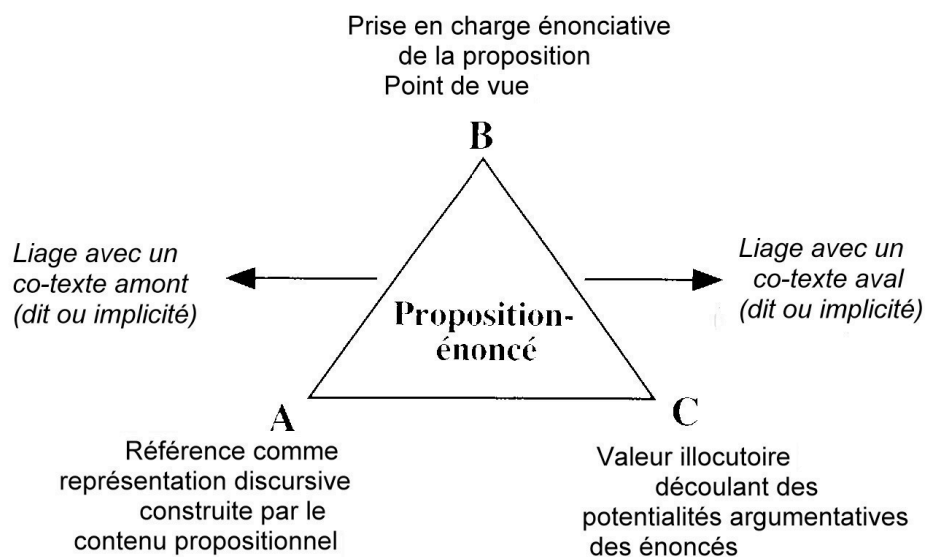 Prise en charge énonciative
de la proposition
Point de vue
B
Liage avec un
co-texte amont
(dit ou implicité)
Liage avec un
co-texte aval
(dit ou implicité)
Proposition-
énoncé
A
C
Référence comme
représentation discursive
construite par le
contenu propositionnel
Valeur illocutoire
découlant des
potentialités argumentatives
des énoncés